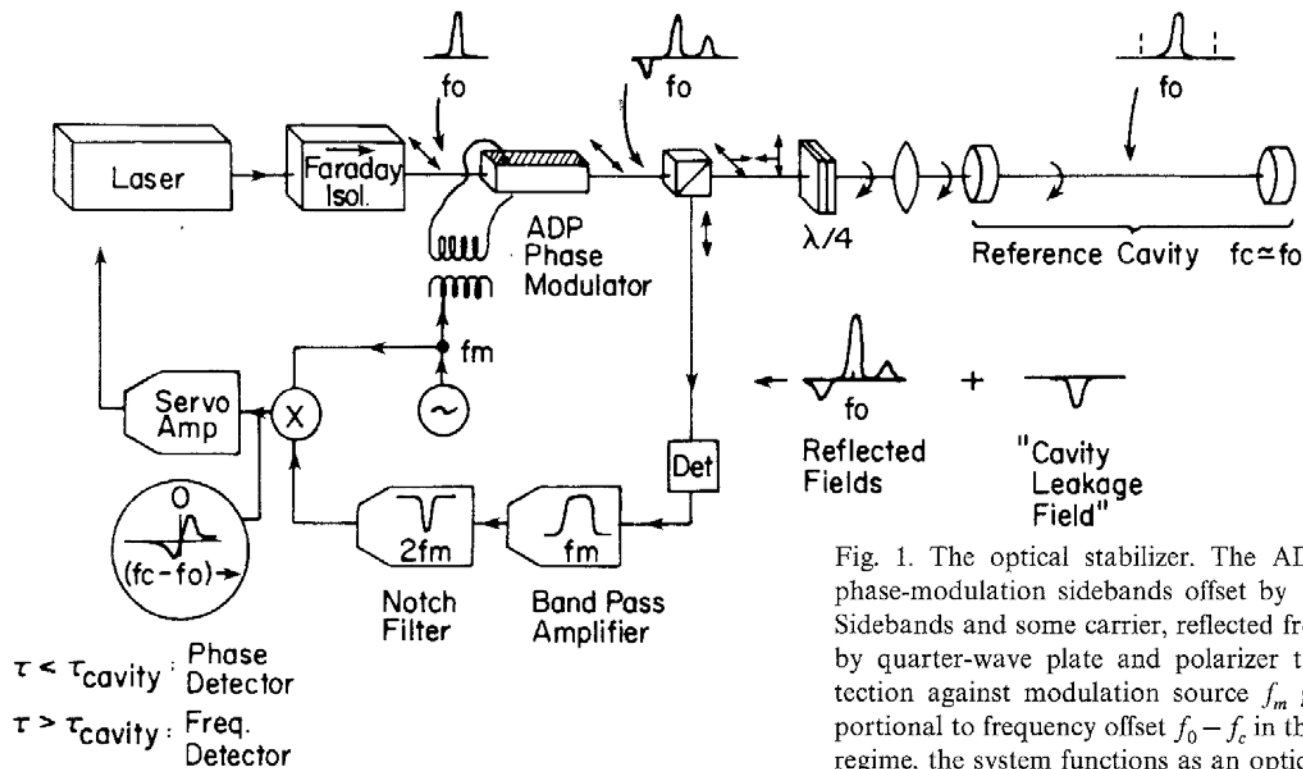 fo
fo
fo
Laser
Faraday
Isol.
ADP
Phase
Modulator
λ/4
Reference Cavity fc≃fo
fm
Servo
Amp
X
~
Det
fo
+
Reflected
Fields
"Cavity
Leakage
Field"
O
(fc-fo)→
2fm
fm
Notch
Filter
Band Pass
Amplifier
τ < τcavity : Phase
Detector
τ > τcavity : Freq.
Detector
Fig. 1. The optical stabilizer. The AD
phase-modulation sidebands offset by
Sidebands and some carrier, reflected fre
by quarter-wave plate and polarizer t
tection against modulation source fm
portional to frequency offset f0 – fc in th
regime, the system functions as an optic